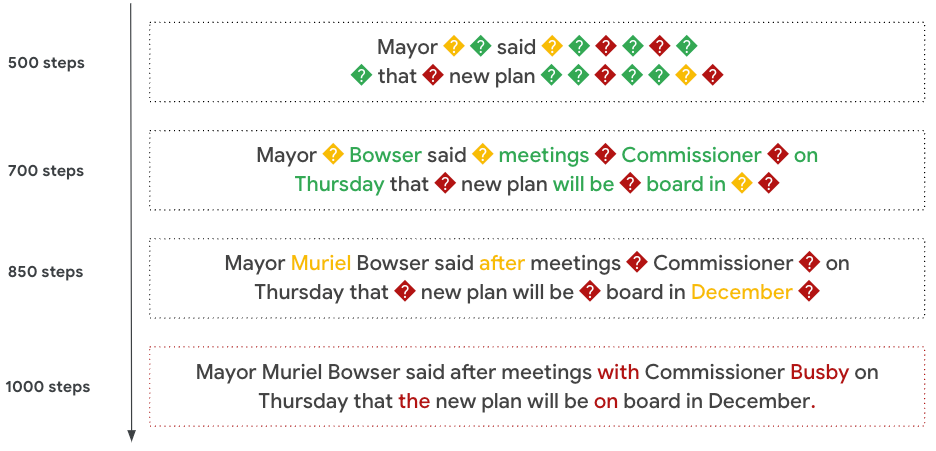 500 steps
Mayor � � said � � � � � �
� that � new plan � � � � � � �
700 steps
Mayor � Bowser said � meetings � Commissioner � on
Thursday that � new plan will be � board in � �
850 steps
Mayor Muriel Bowser said after meetings � Commissioner � on
Thursday that � new plan will be � board in December �
1000 steps
Mayor Muriel Bowser said after meetings with Commissioner Busby on
Thursday that the new plan will be on board in December.